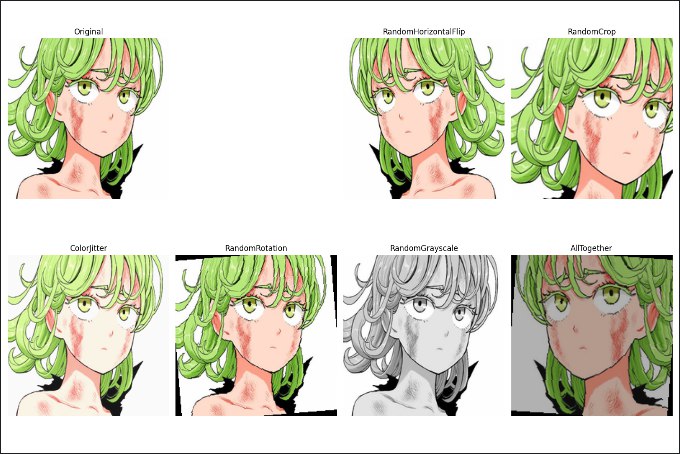 Original
RandomHorizontalFlip
RandomCrop
ColorJitter
RandomRotation
RandomGrayscale
AllTogether